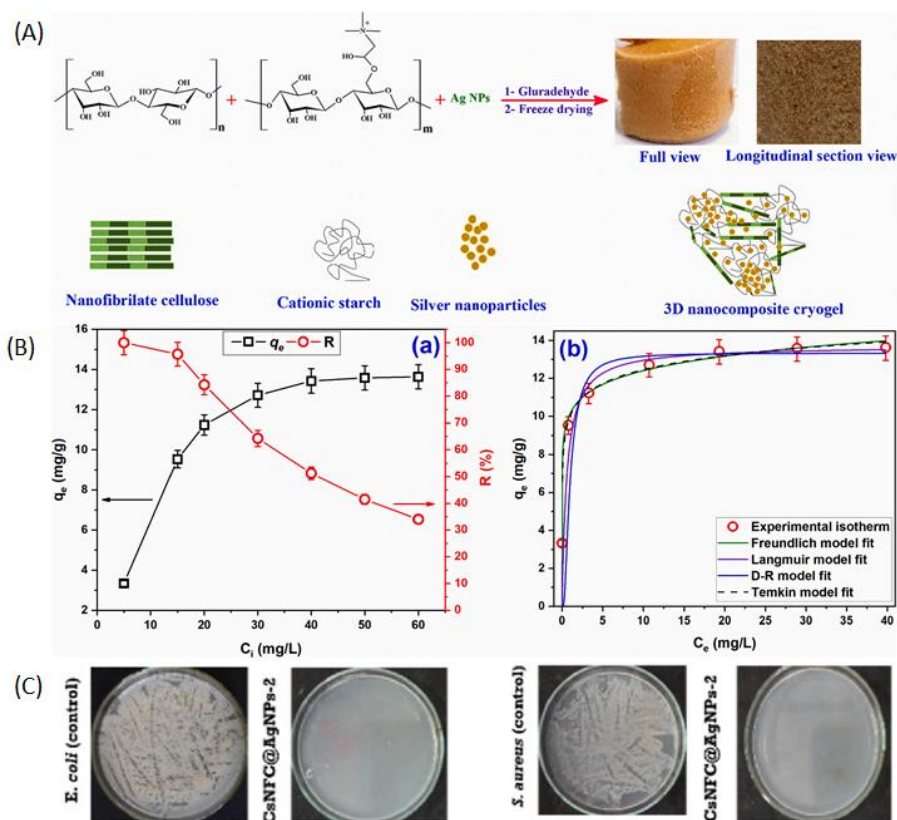 (A)
N+
OH
O
OH
OH
O
OH
O
O
OH
OH
OH
n
+
OH
O
OH
OH
O
O
OH
OH
O
m
+ Ag NPs
1- Gluradehyde
2- Freeze drying
Full view
Longitudinal section view
Nanofibrilate cellulose
Cationic starch
Silver nanoparticles
3D nanocomposite cryogel
(B)
(a)
qe
R
16
14
12
10
8
6
4
2
qe (mg/g)
0
10
20
30
40
50
60
Ci (mg/L)
100
90
80
70
60
50
40
30
20
10
0
R (%)
(b)
14
12
10
8
6
4
2
0
qe (mg/g)
Experimental isotherm
Freundlich model fit
Langmuir model fit
D-R model fit
Temkin model fit
0
5
10
15
20
25
30
35
40
Ce (mg/L)
(C)
E. coli (control)
CsNFC@AgNPs-2
S. aureus (control)
CsNFC@AgNPs-2